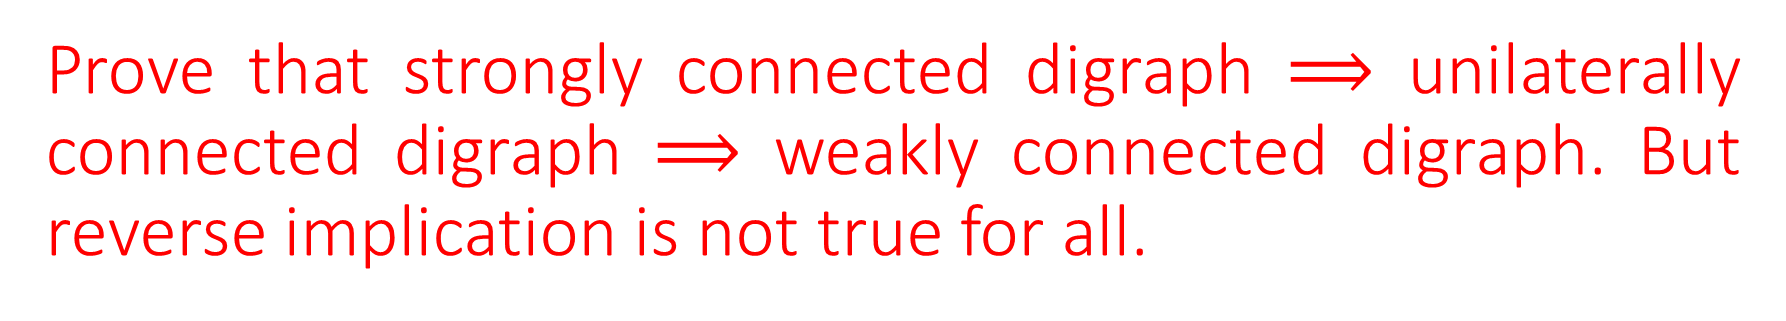 Prove that strongly connected digraph ⟹ unilaterally
connected digraph ⟹ weakly connected digraph. But
reverse implication is not true for all.